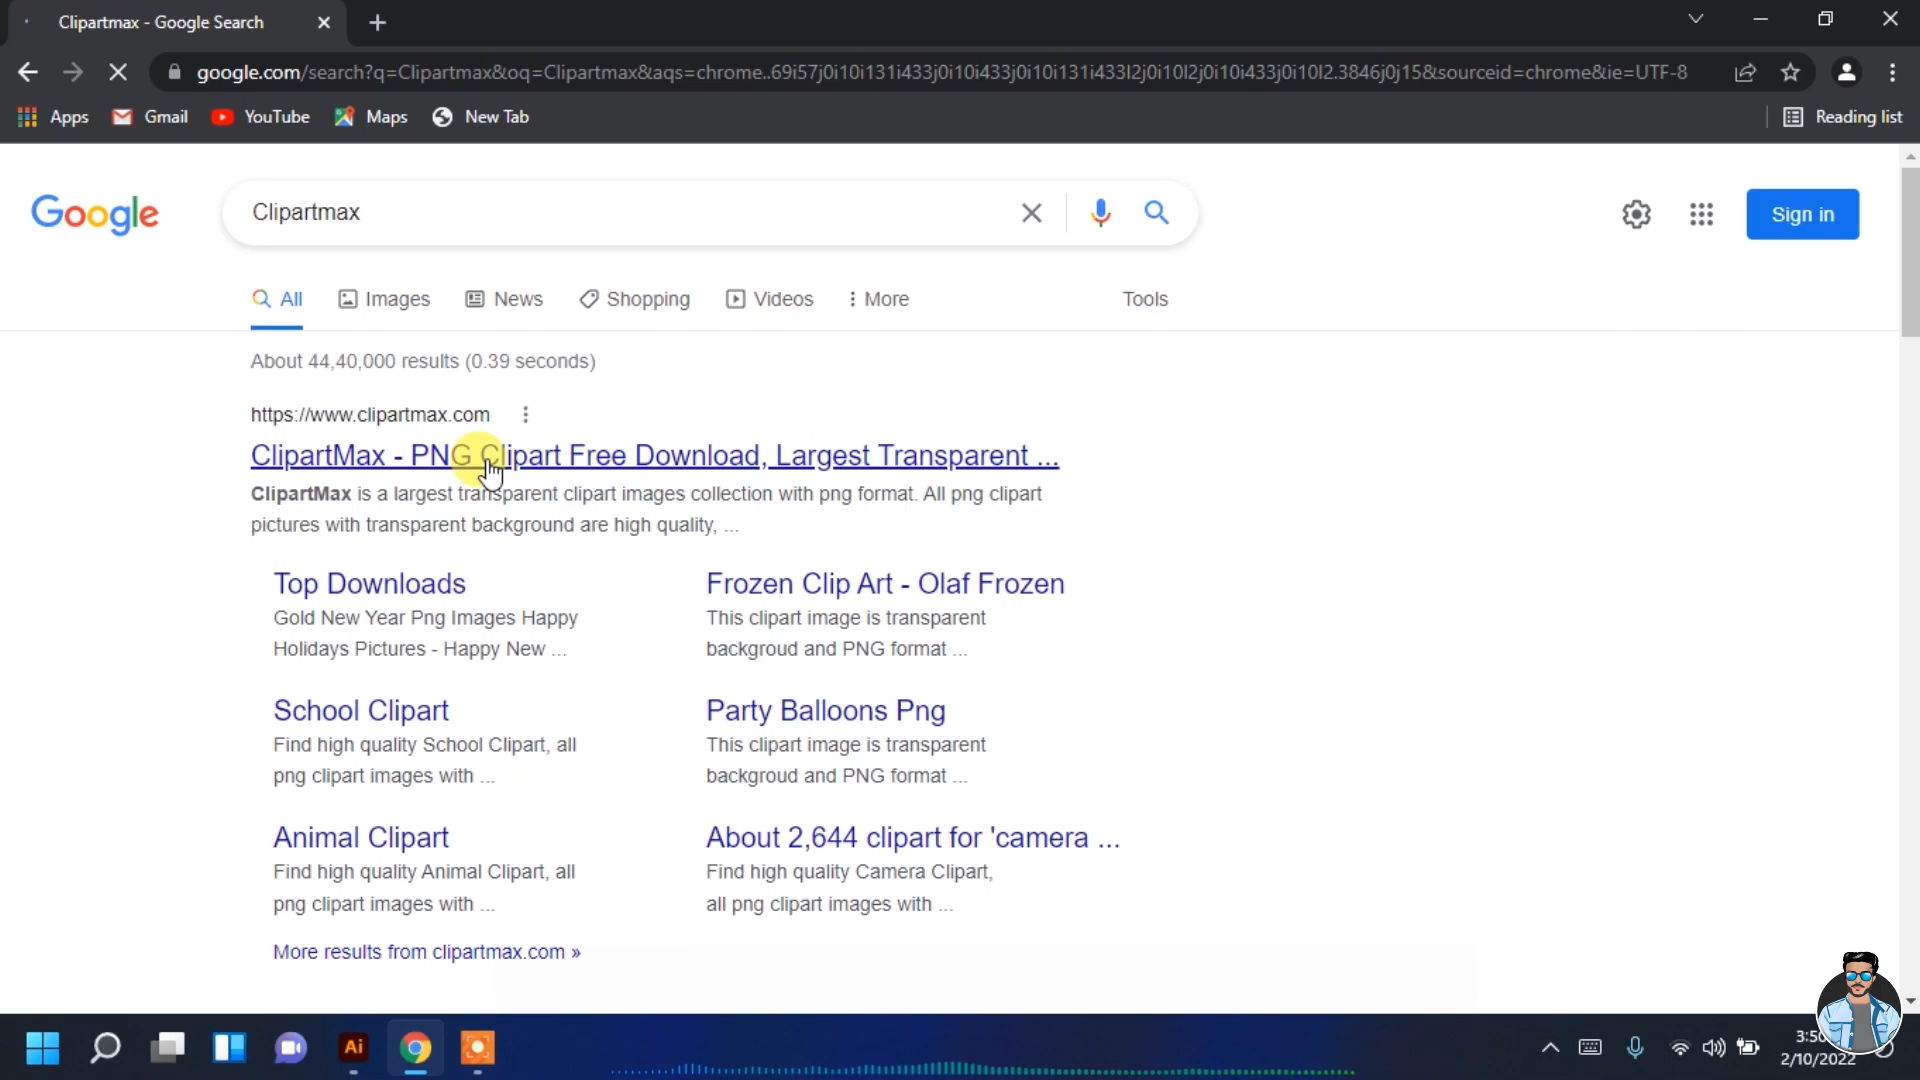 Clipartmax - Google Search
google.com/search?q=Clipartmax&oq=Clipartmax&aqs=chrome..69i57j0i10i131i433j0i10i433j0i10i131i433l2j0i10l2j0i10i433j0i10l2.3846j0j15&sourceid=chrome&ie=UTF-8
Apps Gmail YouTube Maps New Tab Reading list
Google Clipartmax Sign in
All Images News Shopping Videos More Tools
About 44,40,000 results (0.39 seconds)
https://www.clipartmax.com
ClipartMax - PNG Clipart Free Download, Largest Transparent ...
ClipartMax is a largest transparent clipart images collection with png format. All png clipart
pictures with transparent background are high quality, ...
Top Downloads
Gold New Year Png Images Happy
Holidays Pictures - Happy New ...
Frozen Clip Art - Olaf Frozen
This clipart image is transparent
backgroud and PNG format ...
School Clipart
Find high quality School Clipart, all
png clipart images with ...
Party Balloons Png
This clipart image is transparent
backgroud and PNG format ...
Animal Clipart
Find high quality Animal Clipart, all
png clipart images with ...
About 2,644 clipart for 'camera ...
Find high quality Camera Clipart,
all png clipart images with ...
More results from clipartmax.com »
Ai
2/10/2022